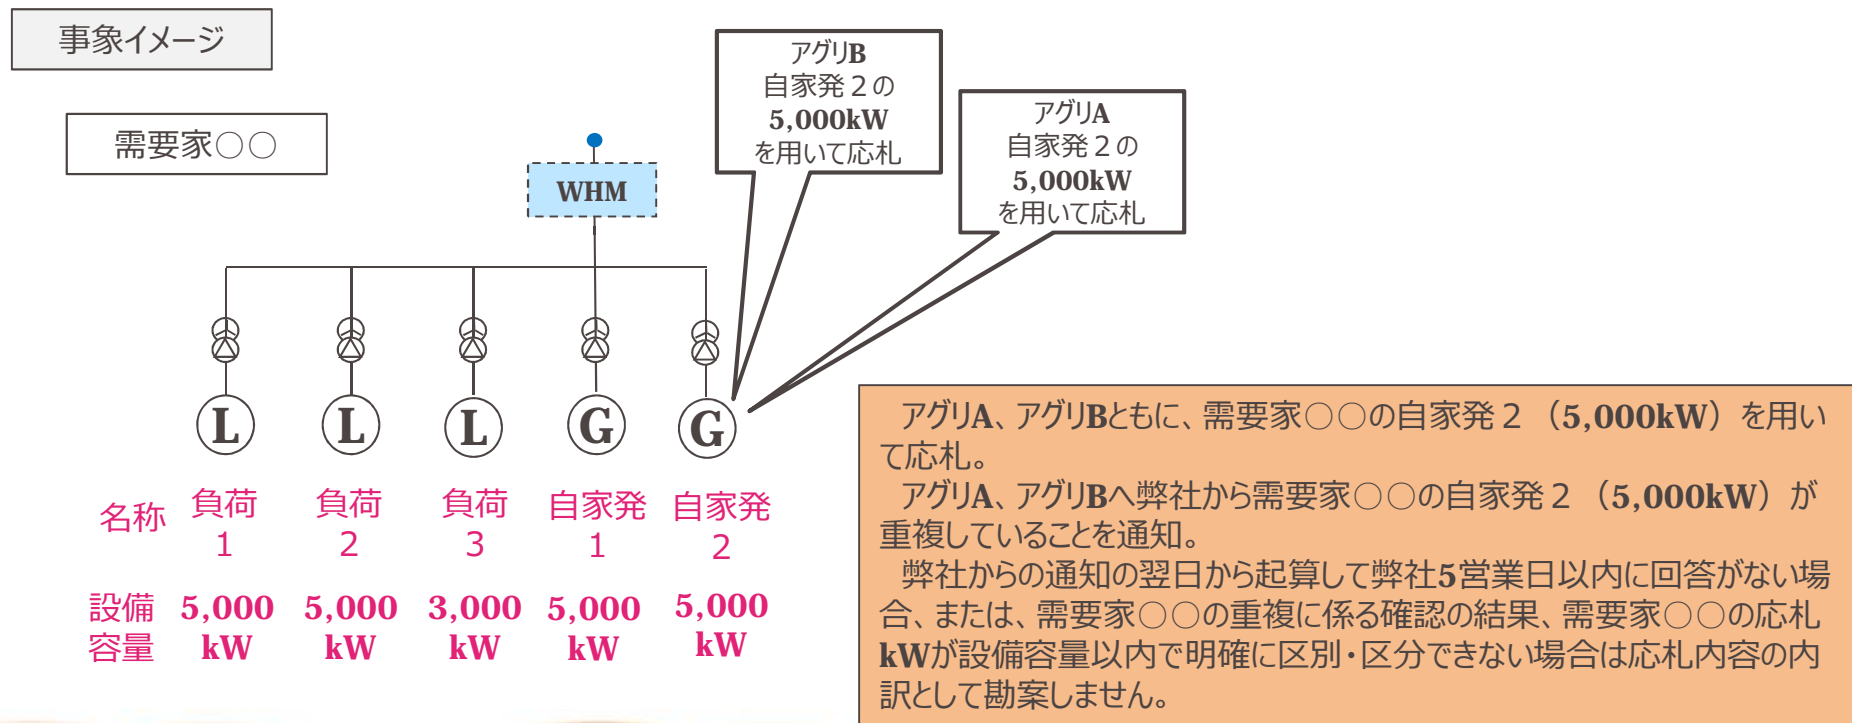 事象イメージ
需要家○○
アグリB
自家発２の
5,000kW
を用いて応札
アグリA
自家発２の
5,000kW
を用いて応札
WHM
L L L G G
名称 負荷1 負荷2 負荷3 自家発1 自家発2
設備容量 5,000kW 5,000kW 3,000kW 5,000kW 5,000kW
アグリA、アグリBともに、需要家○○の自家発２（5,000kW）を用い
て応札。
アグリA、アグリBへ弊社から需要家○○の自家発２（5,000kW）が
重複していることを通知。
弊社からの通知の翌日から起算して弊社5営業日以内に回答がない場
合、または、需要家○○の重複に係る確認の結果、需要家○○の応札
kWが設備容量以内で明確に区別・区分できない場合は応札内容の内
訳として勘案しません。